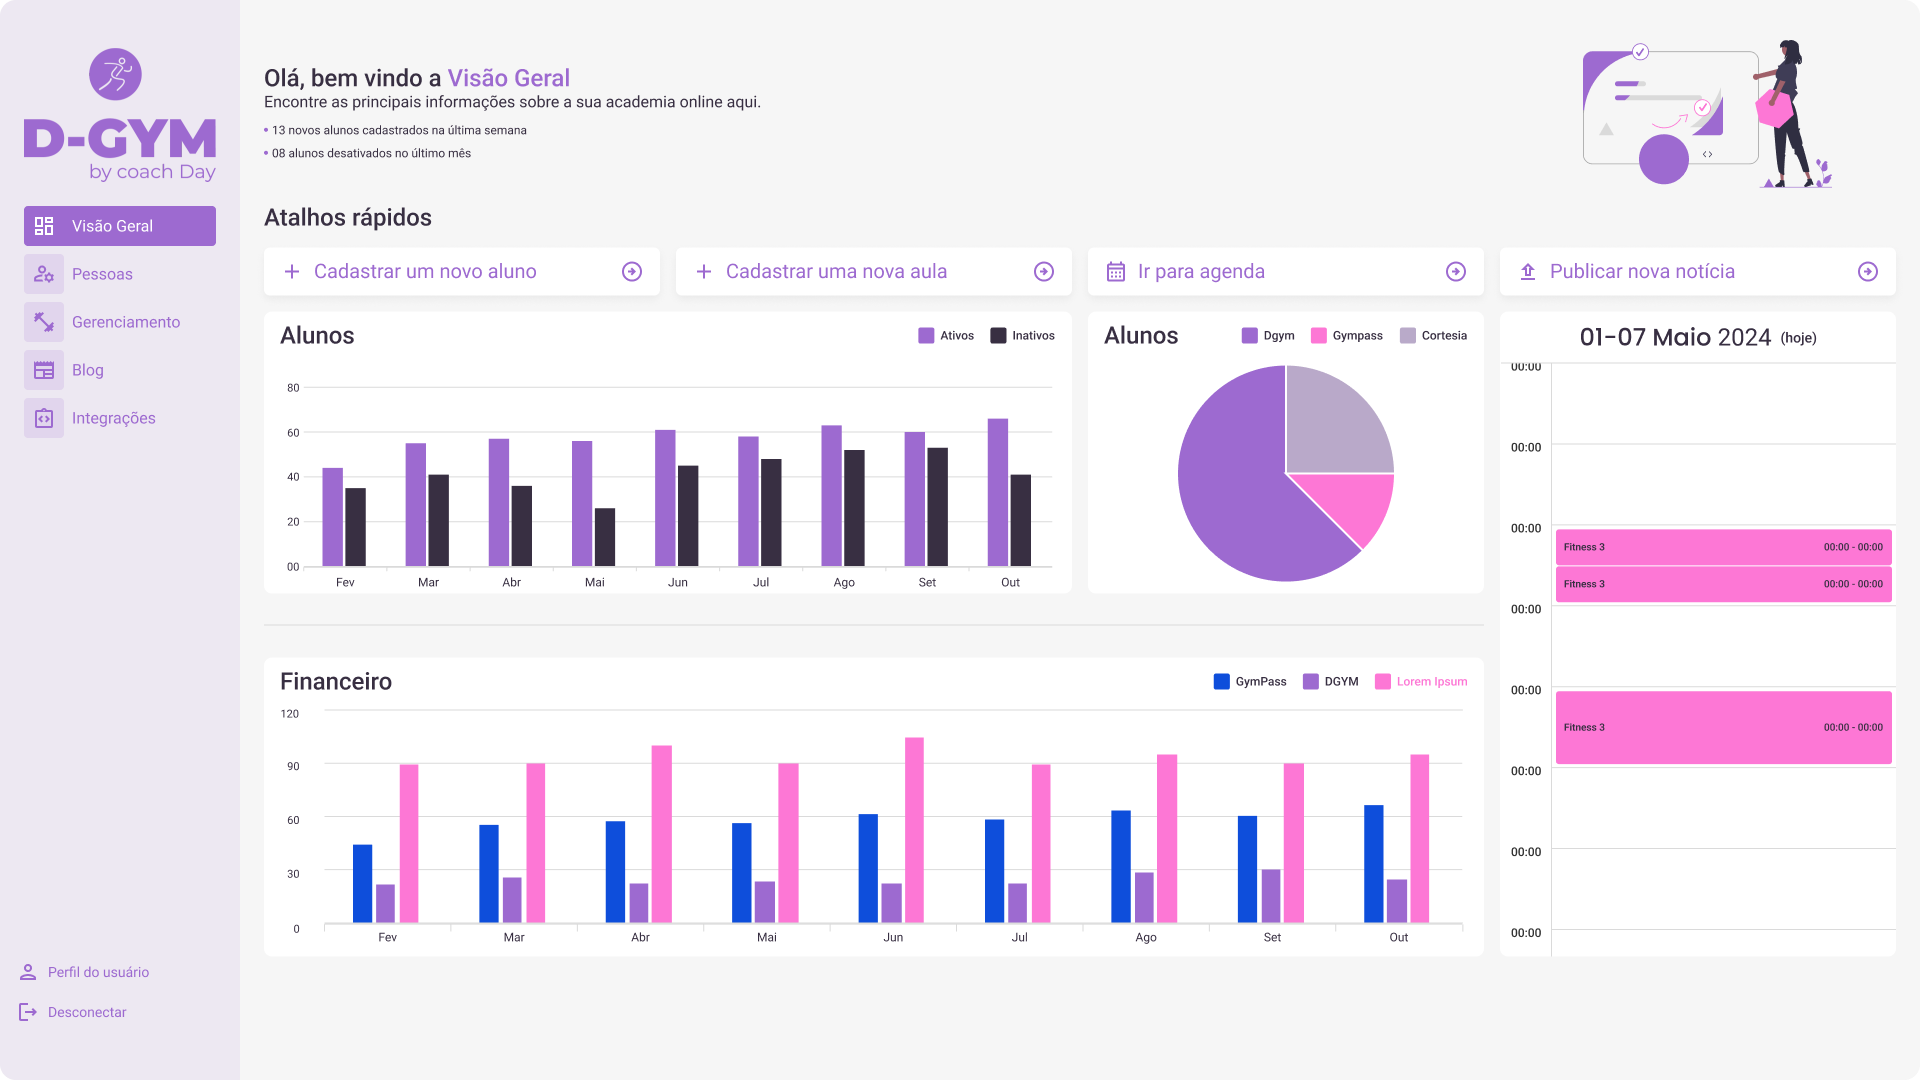 D-GYM
by coach Day
Visão Geral
Pessoas
Gerenciamento
Blog
Integrações
Perfil do usuário
Desconectar
Olá, bem vindo a Visão Geral
Encontre as principais informações sobre a sua academia online aqui.
• 13 novos alunos cadastrados na última semana
• 08 alunos desativados no último mês
Atalhos rápidos
Cadastrar um novo aluno
Cadastrar uma nova aula
Ir para agenda
Publicar nova notícia
Alunos
Ativos Inativos
80
60
40
20
00
Fev Mar Abr Mai Jun Jul Ago Set Out
Alunos
Dgym Gympass Cortesia
Financeiro
GymPass DGYM Lorem Ipsum
120
90
60
30
0
Fev Mar Abr Mai Jun Jul Ago Set Out
01-07 Maio 2024 (hoje)
00:00
00:00
00:00
Fitness 3 00:00 - 00:00
Fitness 3 00:00 - 00:00
00:00
00:00
Fitness 3 00:00 - 00:00
00:00
00:00
00:00